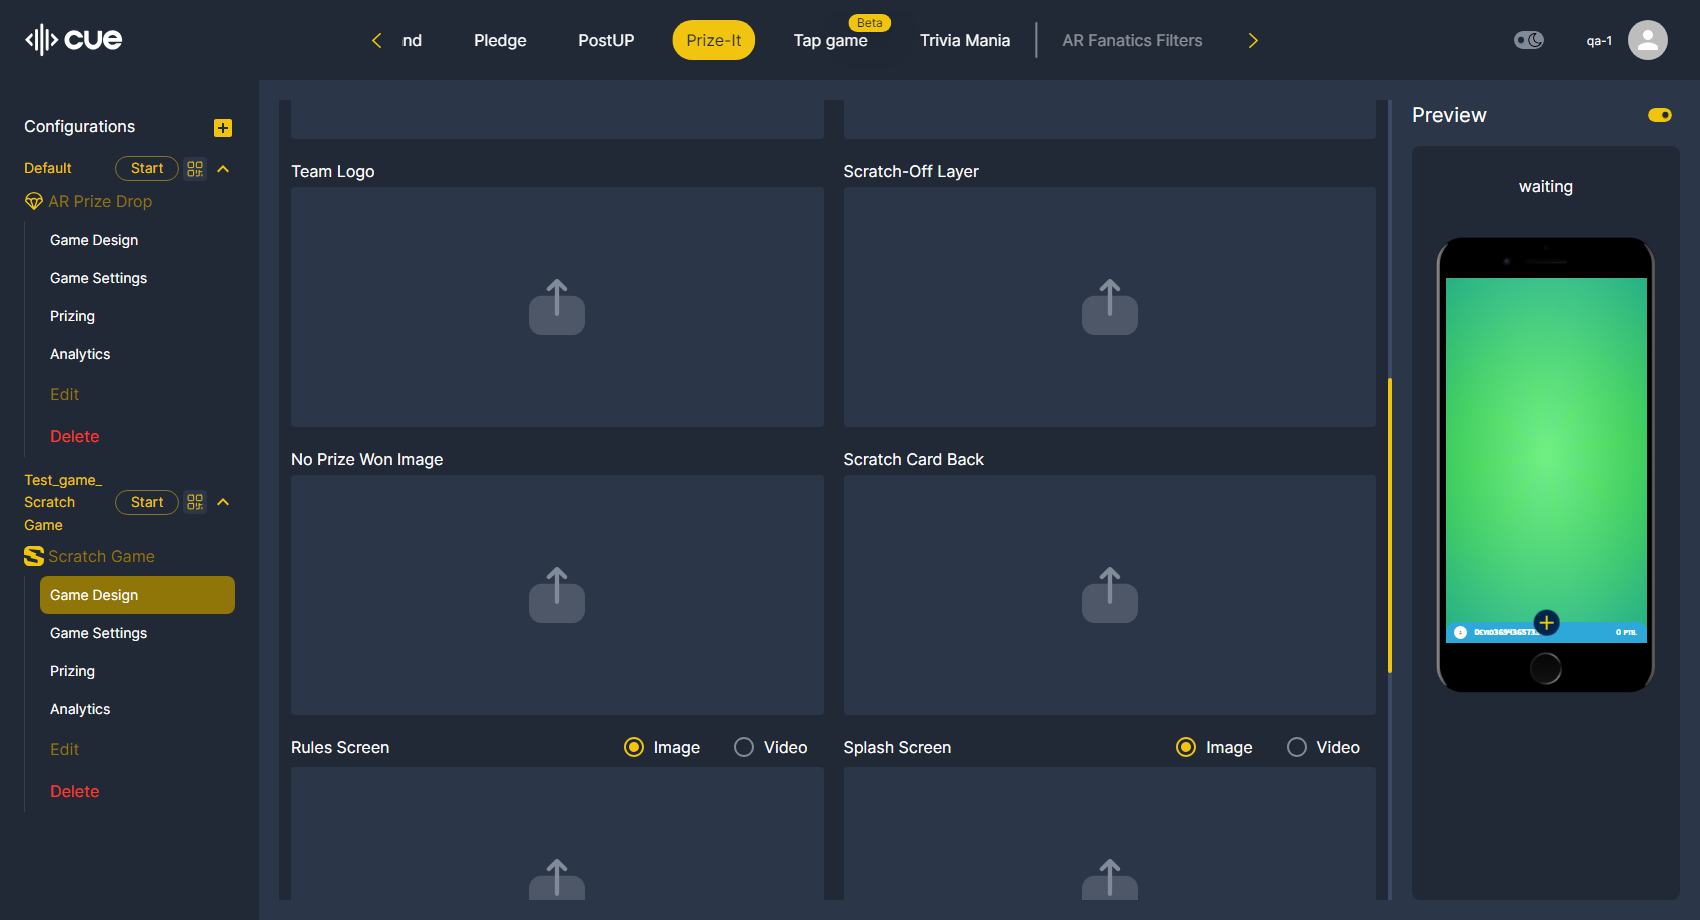 cue
nd
Pledge
PostUP
Prize-It
Beta
Tap game
Trivia Mania
AR Fanatics Filters
qa-1
Configurations
Default
Start
AR Prize Drop
Game Design
Game Settings
Prizing
Analytics
Edit
Delete
Test_game_
Scratch
Game
Start
Scratch Game
Game Design
Game Settings
Prizing
Analytics
Edit
Delete
Team Logo
Scratch-Off Layer
No Prize Won Image
Scratch Card Back
Rules Screen
Image
Video
Splash Screen
Image
Video
Preview
waiting
0 PTS.